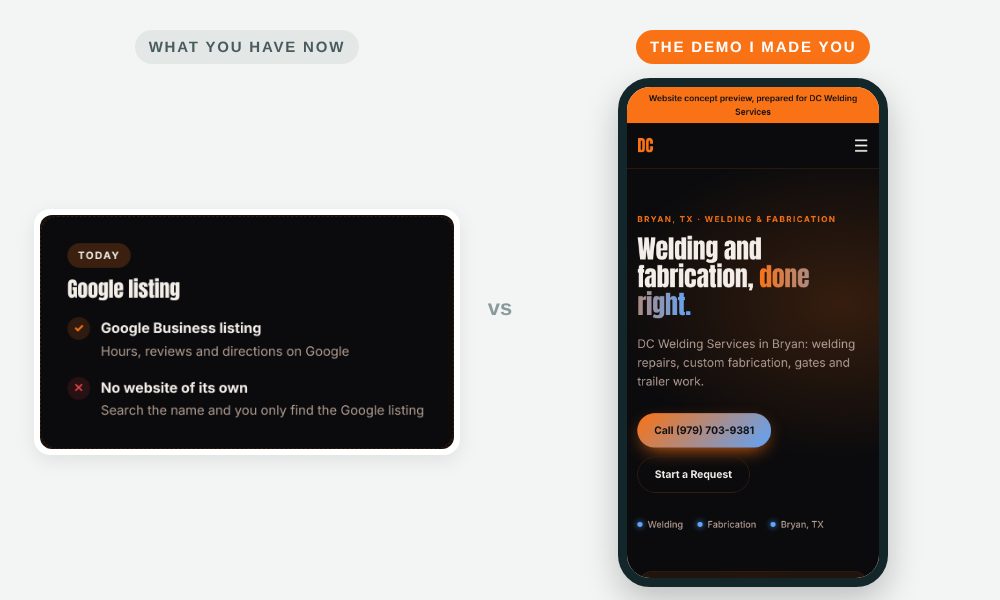 WHAT YOU HAVE NOW
TODAY
Google listing
Google Business listing
Hours, reviews and directions on Google
No website of its own
Search the name and you only find the Google listing
vs
THE DEMO I MADE YOU
Website concept preview, prepared for DC Welding
Services
DC
BRYAN, TX · WELDING & FABRICATION
Welding and
fabrication, done
right.
DC Welding Services in Bryan: welding
repairs, custom fabrication, gates and
trailer work.
Call (979) 703-9381
Start a Request
Welding
Fabrication
Bryan, TX